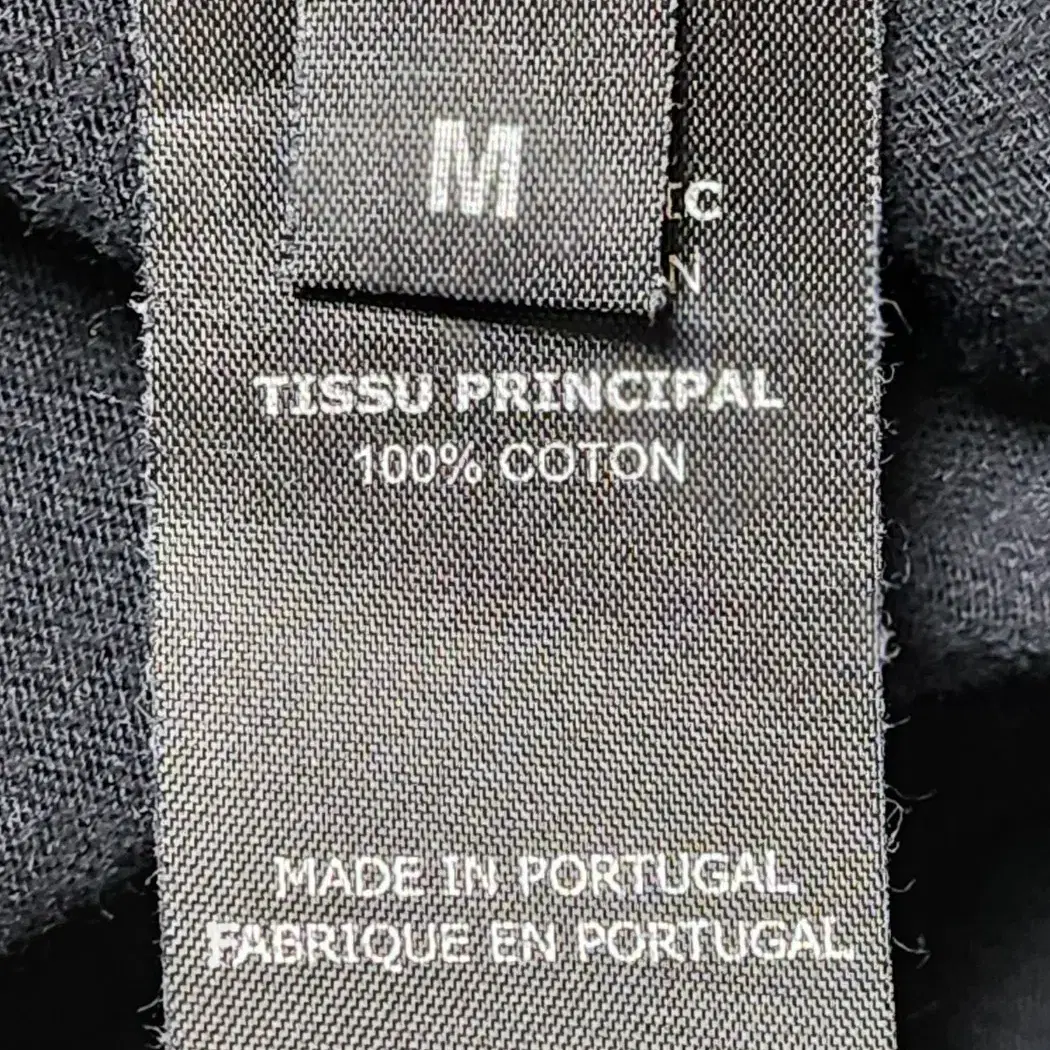 M
TISSU PRINCIPAL
100% COTON
MADE IN PORTUGAL
FABRIQUE EN PORTUGAL